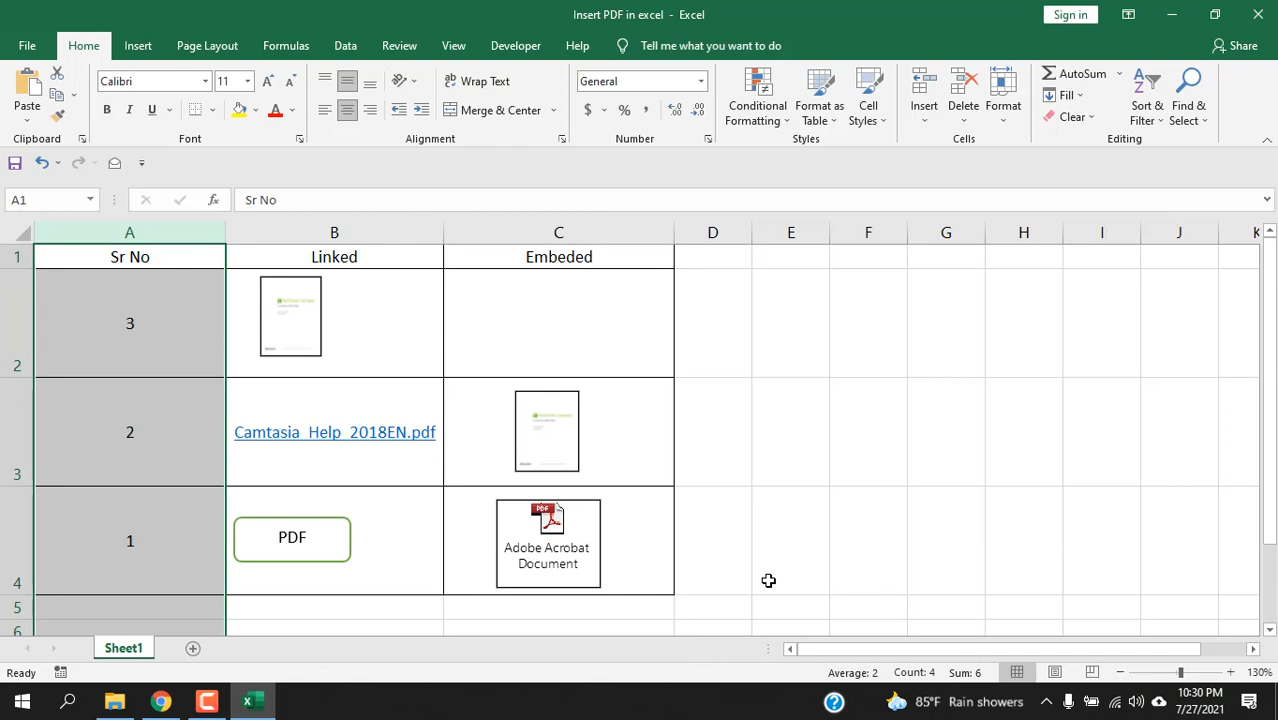 Insert PDF in excel - Excel
Sign in
File Home Insert Page Layout Formulas Data Review View Developer Help Tell me what you want to do Share
Paste
Calibri 11
B I U
Wrap Text
Merge & Center
General
$ % ,
Conditional Formatting
Format as Table
Cell Styles
Insert
Delete
Format
AutoSum
Fill
Clear
Sort & Filter
Find & Select
Clipboard Font Alignment Number Styles Cells Editing
A1 fx Sr No
A B C D E F G H I J K
1 Sr No Linked Embeded
2 3
3 2 Camtasia_Help_2018EN.pdf
4 1 PDF
PDF
Adobe Acrobat
Document
5
6
Sheet1
Ready Average: 2 Count: 4 Sum: 6 130%
85°F Rain showers
10:30 PM
7/27/2021